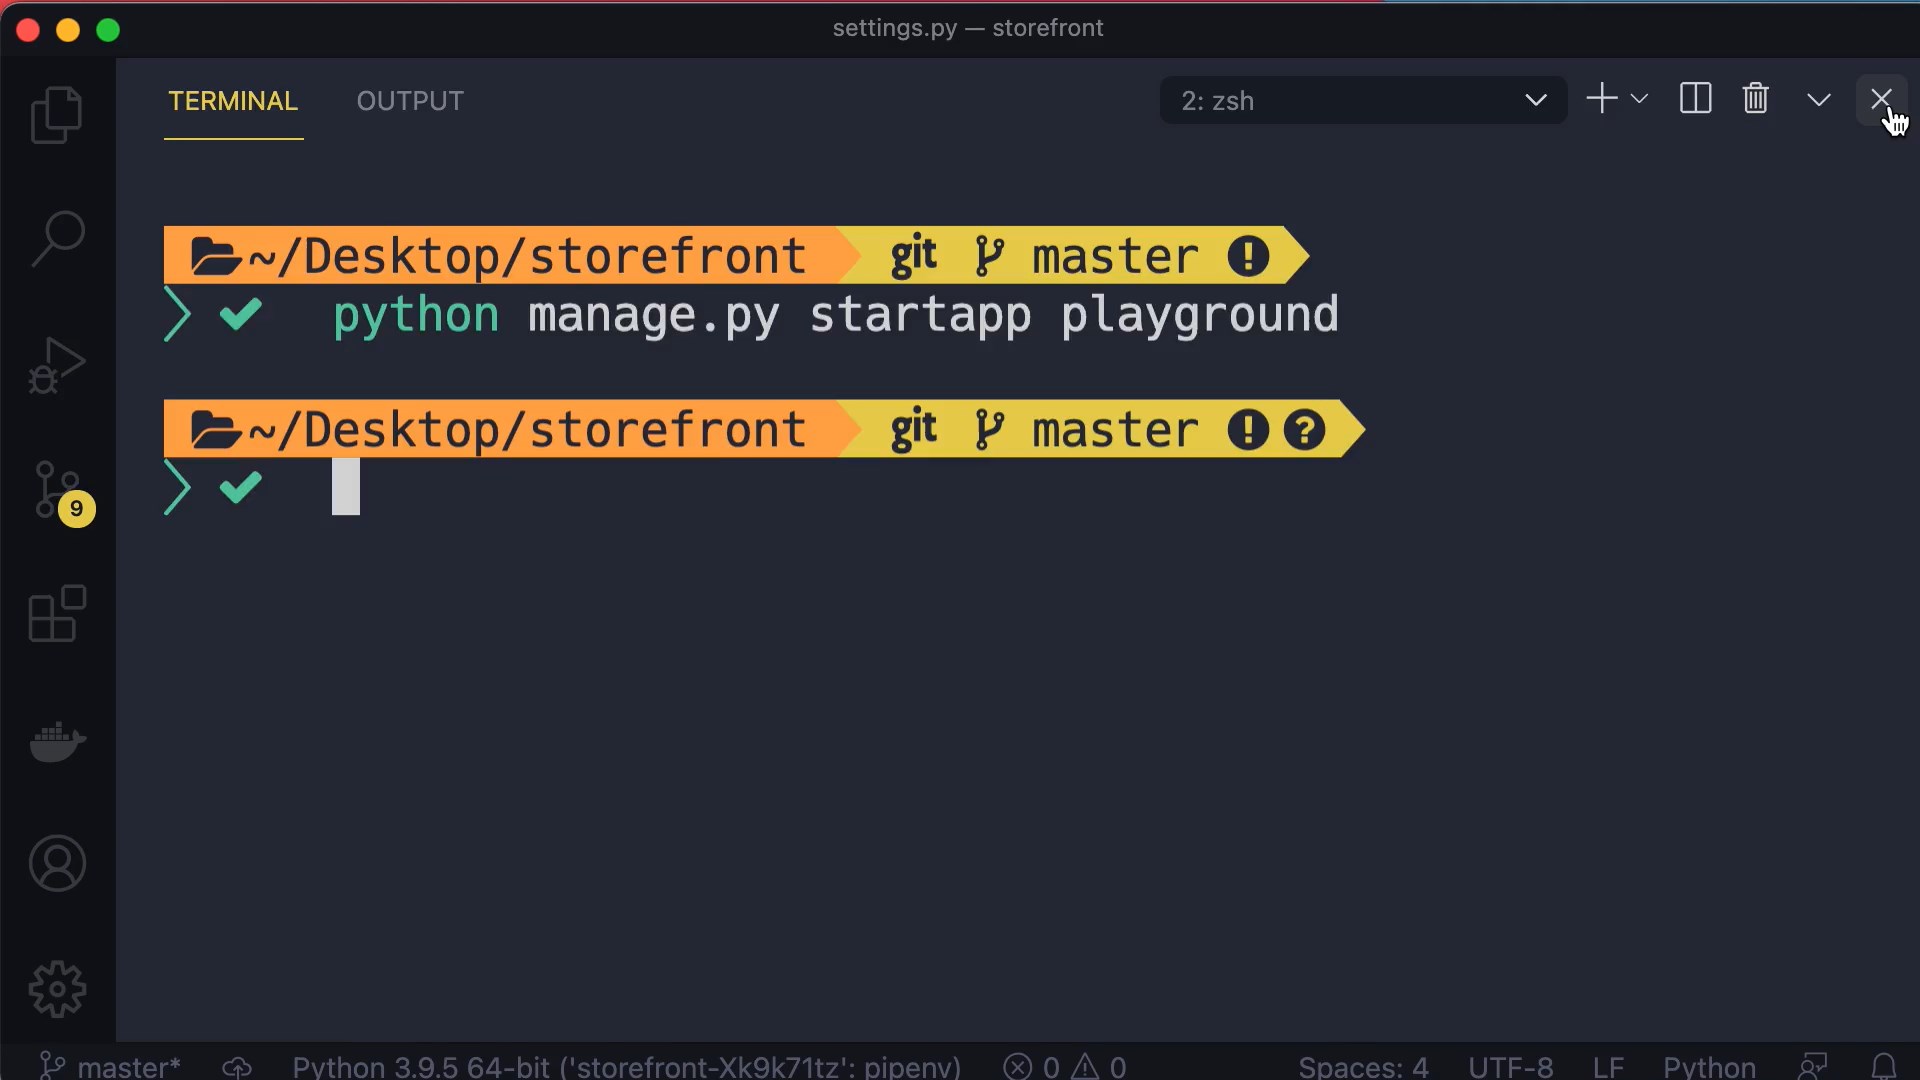 settings.py — storefront
TERMINAL OUTPUT 2: zsh
~/Desktop/storefront git master
python manage.py startapp playground
~/Desktop/storefront git master
9
master* Python 3.9.5 64-bit ('storefront-Xk9k71tz': pipenv) 0 0 Spaces: 4 UTF-8 LF Python